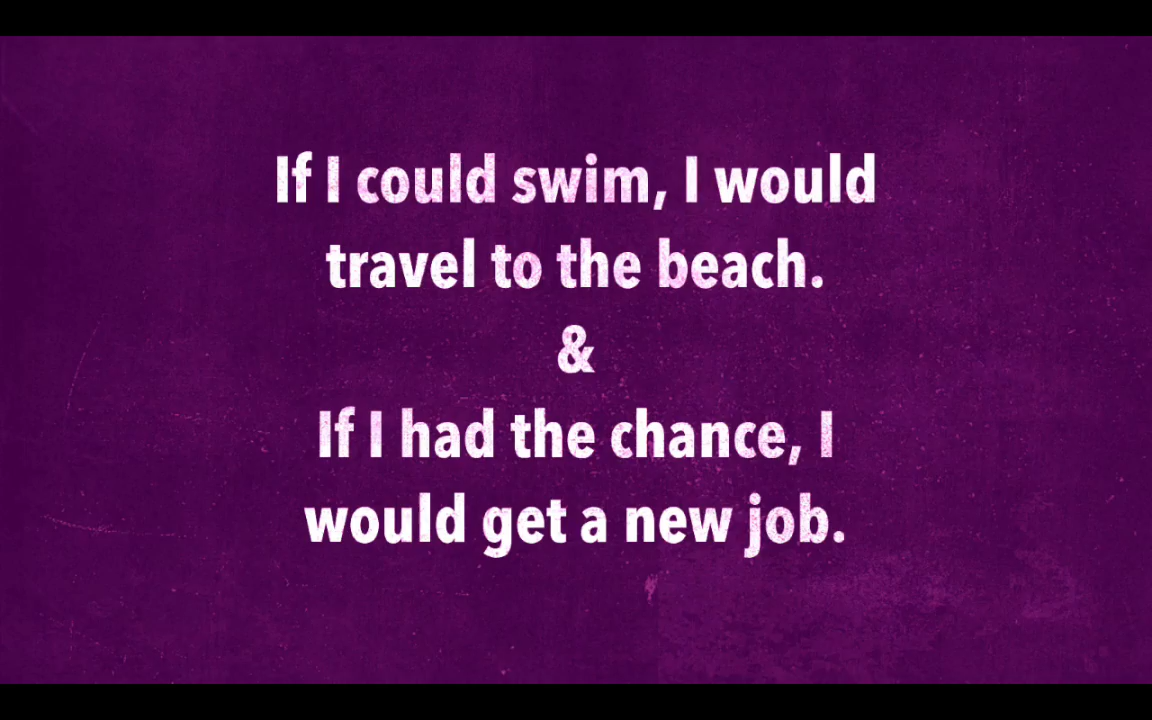 If I could swim, I would
travel to the beach.
&
If I had the chance, I
would get a new job.